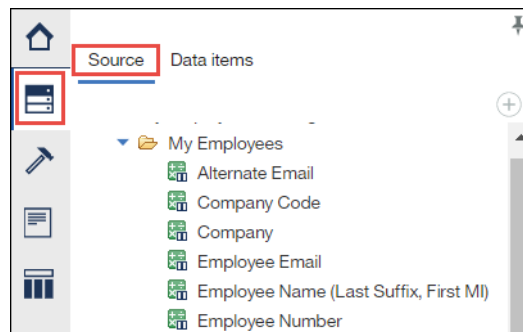 Source Data items
My Employees
Alternate Email
Company Code
Company
Employee Email
Employee Name (Last Suffix, First MI)
Employee Number